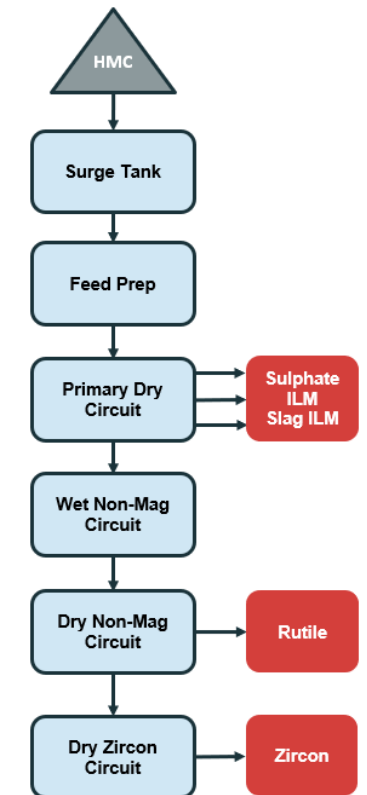 HMC
Surge Tank
Feed Prep
Primary Dry
Circuit
Sulphate
ILM
Slag ILM
Wet Non-Mag
Circuit
Dry Non-Mag
Circuit
Rutile
Dry Zircon
Circuit
Zircon